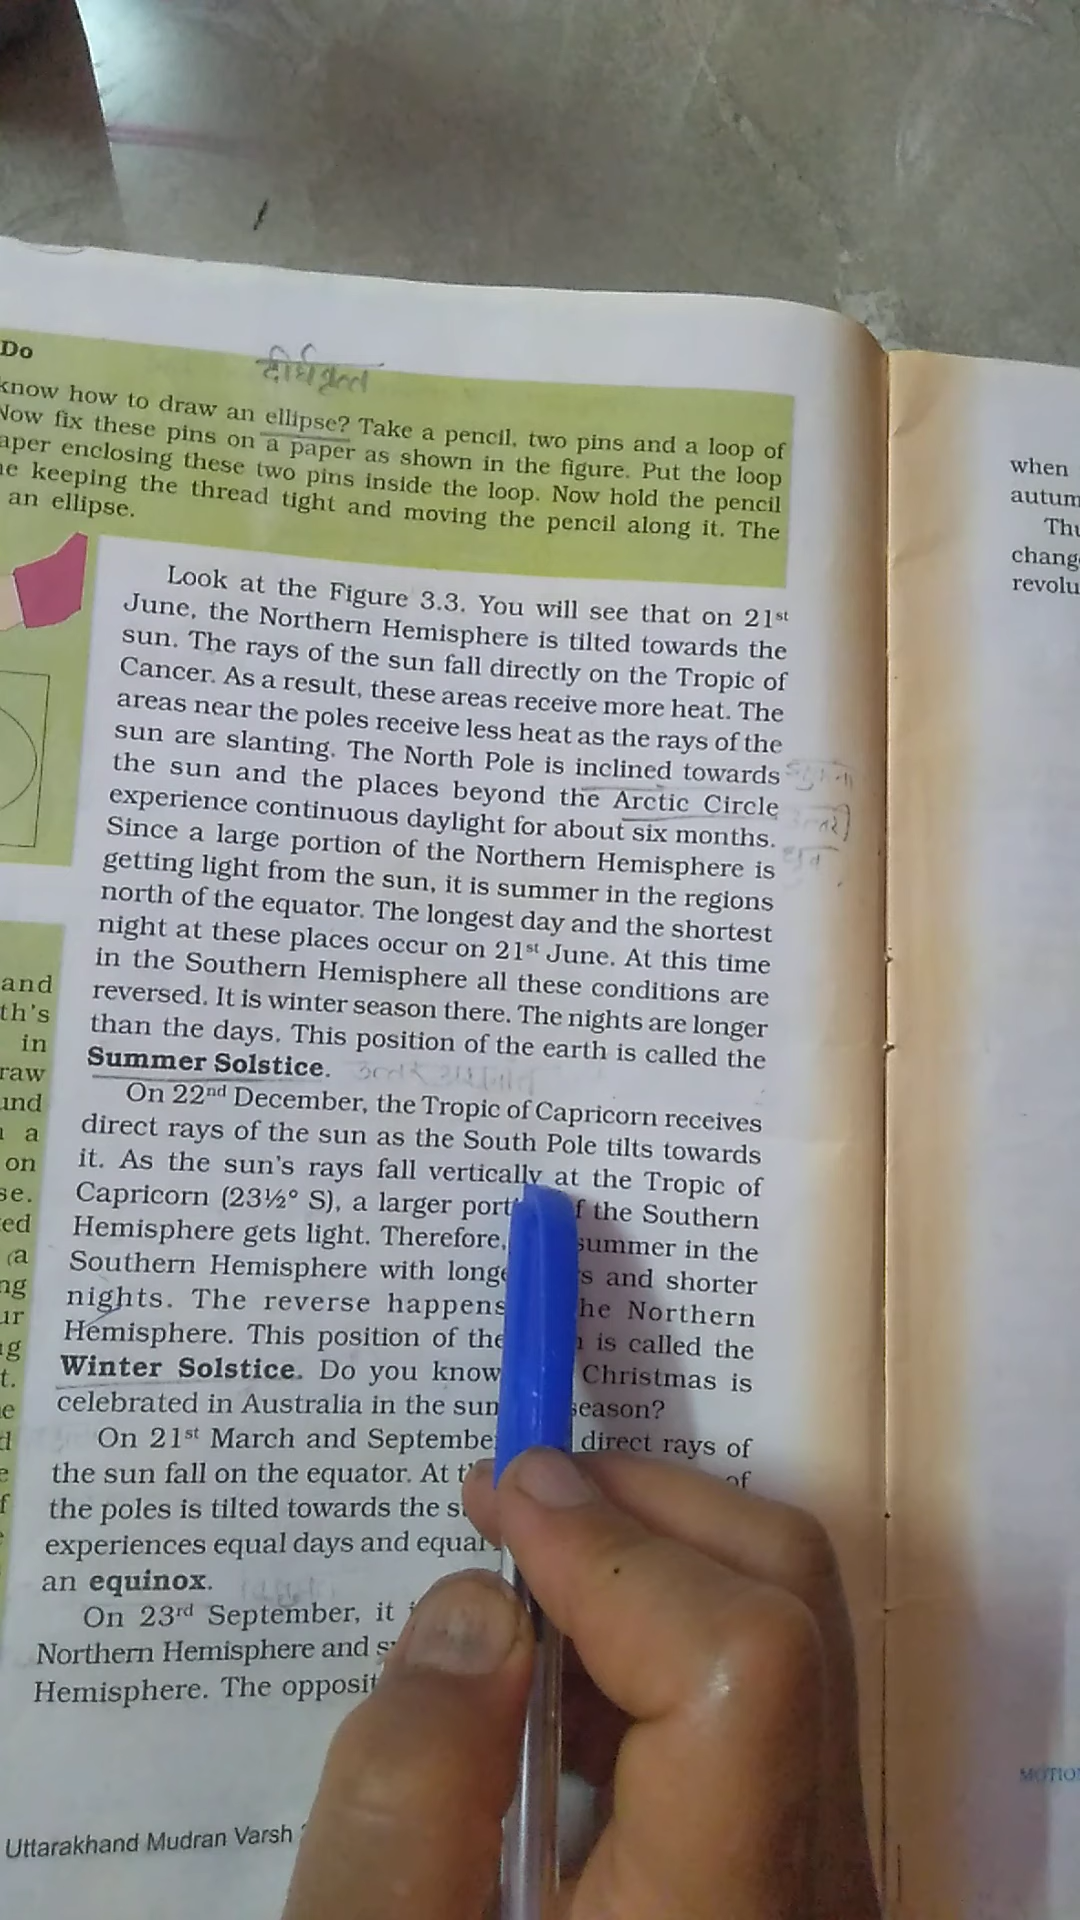 Do
दीर्घवृत्त
know how to draw an ellipse? Take a pencil, two pins and a loop of
Now fix these pins on a paper as shown in the figure. Put the loop
aper enclosing these two pins inside the loop. Now hold the pencil
e keeping the thread tight and moving the pencil along it. The
an ellipse.
Look at the Figure 3.3. You will see that on 21st
June, the Northern Hemisphere is tilted towards the
sun. The rays of the sun fall directly on the Tropic of
Cancer. As a result, these areas receive more heat. The
areas near the poles receive less heat as the rays of the
sun are slanting. The North Pole is inclined towards
the sun and the places beyond the Arctic Circle
experience continuous daylight for about six months.
Since a large portion of the Northern Hemisphere is
getting light from the sun, it is summer in the regions
north of the equator. The longest day and the shortest
night at these places occur on 21st June. At this time
in the Southern Hemisphere all these conditions are
reversed. It is winter season there. The nights are longer
than the days. This position of the earth is called the
Summer Solstice.
On 22nd December, the Tropic of Capricorn receives
direct rays of the sun as the South Pole tilts towards
it. As the sun's rays fall vertically at the Tropic of
Capricorn (23½° S), a larger port f the Southern
Hemisphere gets light. Therefore, summer in the
Southern Hemisphere with longe s and shorter
nights. The reverse happens he Northern
Hemisphere. This position of the is called the
Winter Solstice. Do you know Christmas is
celebrated in Australia in the sun season?
On 21st March and Septembe direct rays of
the sun fall on the equator. At t of
the poles is tilted towards the s
experiences equal days and equal
an equinox.
On 23rd September, it i
Northern Hemisphere and s
Hemisphere. The opposit
Uttarakhand Mudran Varsh
and
th's
in
raw
und
a
on
se.
ed
(a
ng
ur
g
t.
e
d
e
f
when
autum
Thu
change
revolu
MOTIO